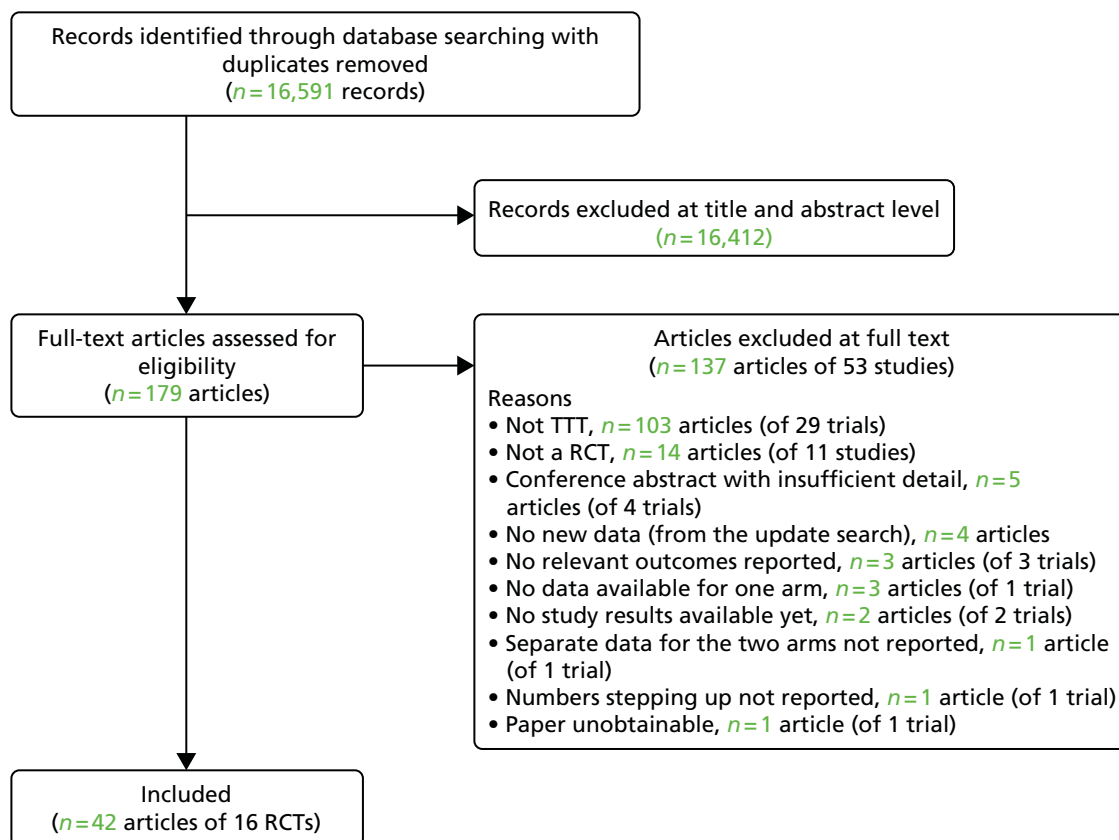 Records identified through database searching with
duplicates removed
(n=16,591 records)
Records excluded at title and abstract level
(n=16,412)
Full-text articles assessed for
eligibility
(n=179 articles)
Articles excluded at full text
(n=137 articles of 53 studies)
Reasons
• Not TTT, n=103 articles (of 29 trials)
• Not a RCT, n=14 articles (of 11 studies)
• Conference abstract with insufficient detail, n=5
articles (of 4 trials)
• No new data (from the update search), n=4 articles
• No relevant outcomes reported, n=3 articles (of 3 trials)
• No data available for one arm, n=3 articles (of 1 trial)
• No study results available yet, n=2 articles (of 2 trials)
• Separate data for the two arms not reported, n=1 article
(of 1 trial)
• Numbers stepping up not reported, n=1 article (of 1 trial)
• Paper unobtainable, n=1 article (of 1 trial)
Included
(n=42 articles of 16 RCTs)